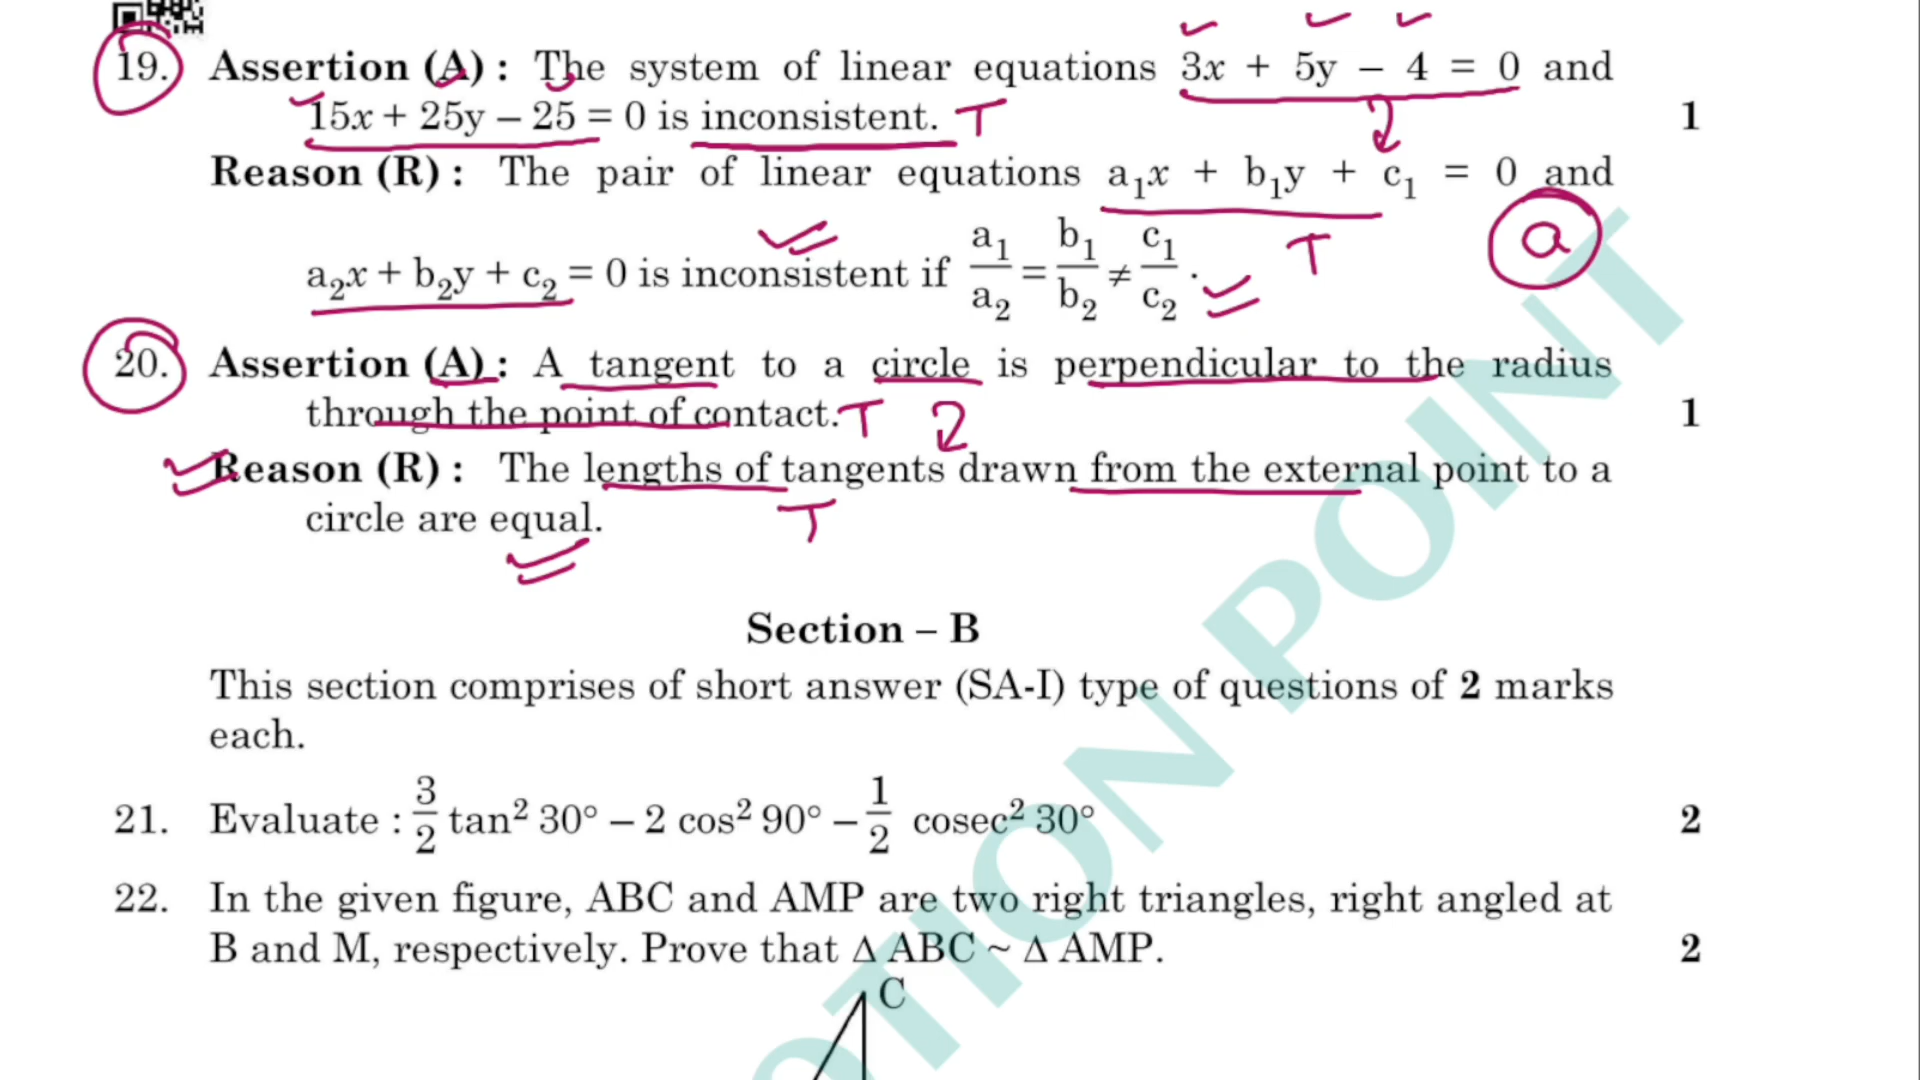 19. Assertion (A) : The system of linear equations 3x + 5y – 4 = 0 and
15x + 25y – 25 = 0 is inconsistent. T 1
Reason (R) : The pair of linear equations a₁x + b₁y + c₁ = 0 and
a₂x + b₂y + c₂ = 0 is inconsistent if a₁/a₂ = b₁/b₂ ≠ c₁/c₂ . T a
20. Assertion (A) : A tangent to a circle is perpendicular to the radius
through the point of contact. T 1
Reason (R) : The lengths of tangents drawn from the external point to a
circle are equal. T
Section – B
This section comprises of short answer (SA-I) type of questions of 2 marks
each.
21. Evaluate : 3/2 tan² 30° – 2 cos² 90° – 1/2 cosec² 30° 2
22. In the given figure, ABC and AMP are two right triangles, right angled at
B and M, respectively. Prove that Δ ABC ~ Δ AMP. 2
C
OTION POINT